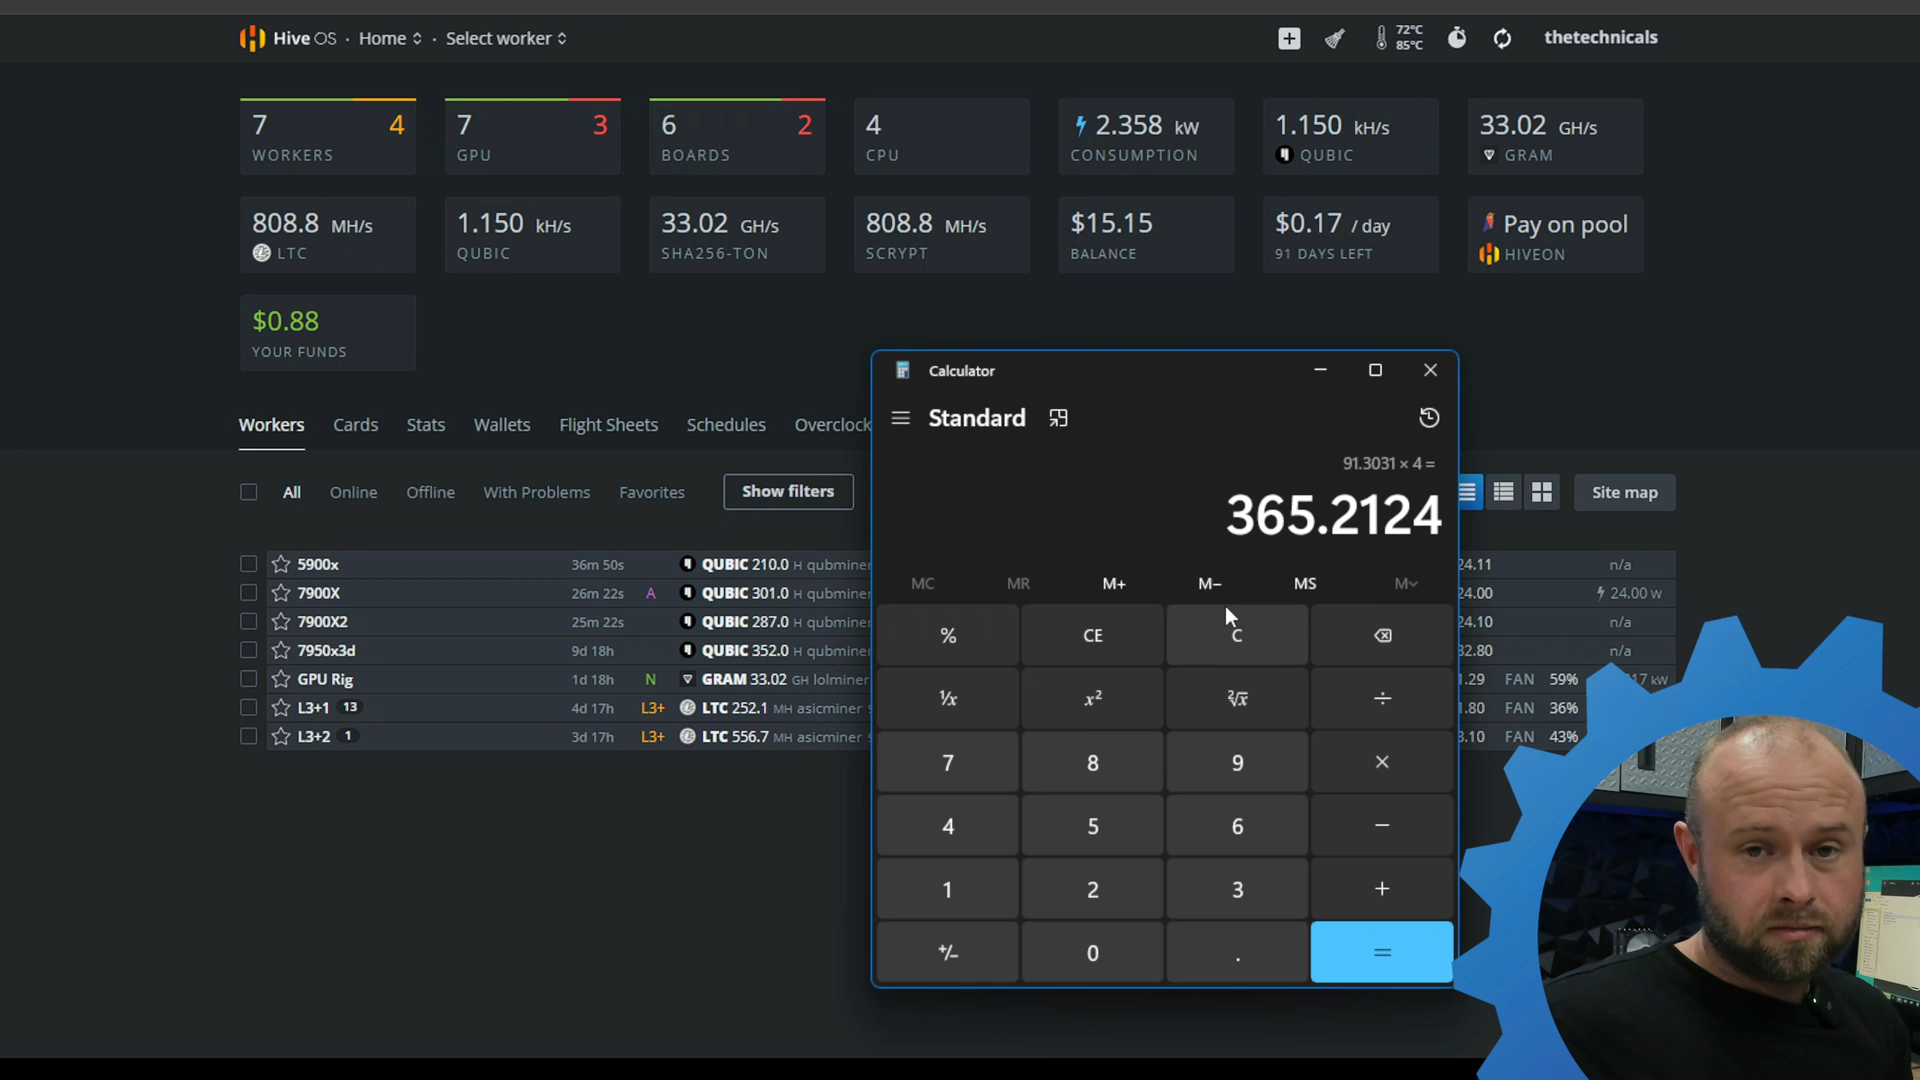 Hive OS · Home · Select worker
72°C
85°C
thetechnicals
7 4
WORKERS
7 3
GPU
6 2
BOARDS
4
CPU
2.358 kW
CONSUMPTION
1.150 kH/s
QUBIC
33.02 GH/s
GRAM
808.8 MH/s
LTC
1.150 kH/s
QUBIC
33.02 GH/s
SHA256-TON
808.8 MH/s
SCRYPT
$15.15
BALANCE
$0.17 / day
91 DAYS LEFT
Pay on pool
HIVEON
$0.88
YOUR FUNDS
Workers Cards Stats Wallets Flight Sheets Schedules Overclock
All Online Offline With Problems Favorites Show filters Site map
5900x 36m 50s QUBIC 210.0 H qubminer 24.11 n/a
7900X 26m 22s A QUBIC 301.0 H qubminer 24.00 24.00 w
7900X2 25m 22s QUBIC 287.0 H qubminer 24.10 n/a
7950x3d 9d 18h QUBIC 352.0 H qubminer 32.80 n/a
GPU Rig 1d 18h N GRAM 33.02 GH lolminer 1.29 FAN 59% 17 kW
L3+1 13 4d 17h L3+ LTC 252.1 MH asicminer 1.80 FAN 36%
L3+2 1 3d 17h L3+ LTC 556.7 MH asicminer 3.10 FAN 43%
Calculator
Standard
91.3031 × 4 =
365.2124
MC MR M+ M− MS M
% CE C
¹/x x² ²√x ÷
7 8 9 ×
4 5 6 −
1 2 3 +
+/− 0 . =